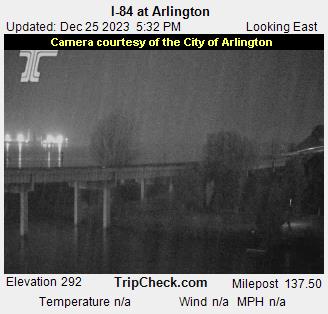 I-84 at Arlington
Updated: Dec 25 2023 5:32 PM Looking East
Camera courtesy of the City of Arlington
Elevation 292 TripCheck.com Milepost 137.50
Temperature n/a Wind n/a MPH n/a